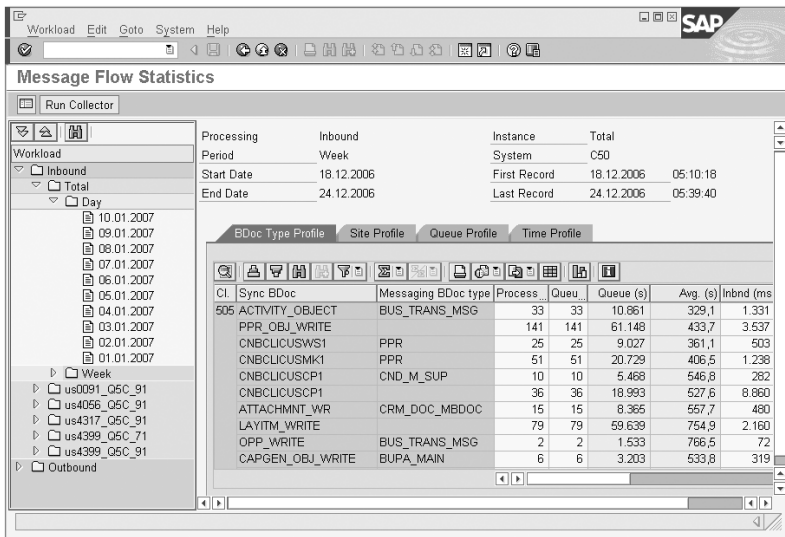 Workload Edit Goto System Help
SAP
Message Flow Statistics
Run Collector
Workload
Inbound
Total
Day
10.01.2007
09.01.2007
08.01.2007
07.01.2007
06.01.2007
05.01.2007
04.01.2007
03.01.2007
02.01.2007
01.01.2007
Week
us0091_Q5C_91
us4056_Q5C_91
us4317_Q5C_91
us4399_Q5C_71
us4399_Q5C_91
Outbound
Processing Inbound Instance Total
Period Week System C50
Start Date 18.12.2006 First Record 18.12.2006 05:10:18
End Date 24.12.2006 Last Record 24.12.2006 05:39:40
BDoc Type Profile Site Profile Queue Profile Time Profile
Cl. Sync BDoc Messaging BDoc type Process... Queu... Queue (s) Avg. (s) Inbnd (ms
505 ACTIVITY_OBJECT BUS_TRANS_MSG 33 33 10.861 329,1 1.331
PPR_OBJ_WRITE 141 141 61.148 433,7 3.537
CNBCLICUSWS1 PPR 25 25 9.027 361,1 503
CNBCLICUSMK1 PPR 51 51 20.729 406,5 1.238
CNBCLICUSCP1 CND_M_SUP 10 10 5.468 546,8 282
CNBCLICUSCP1 36 36 18.993 527,6 8.860
ATTACHMNT_WR CRM_DOC_MBDOC 15 15 8.365 557,7 480
LAYITM_WRITE 79 79 59.639 754,9 2.160
OPP_WRITE BUS_TRANS_MSG 2 2 1.533 766,5 72
CAPGEN_OBJ_WRITE BUPA_MAIN 6 6 3.203 533,8 319